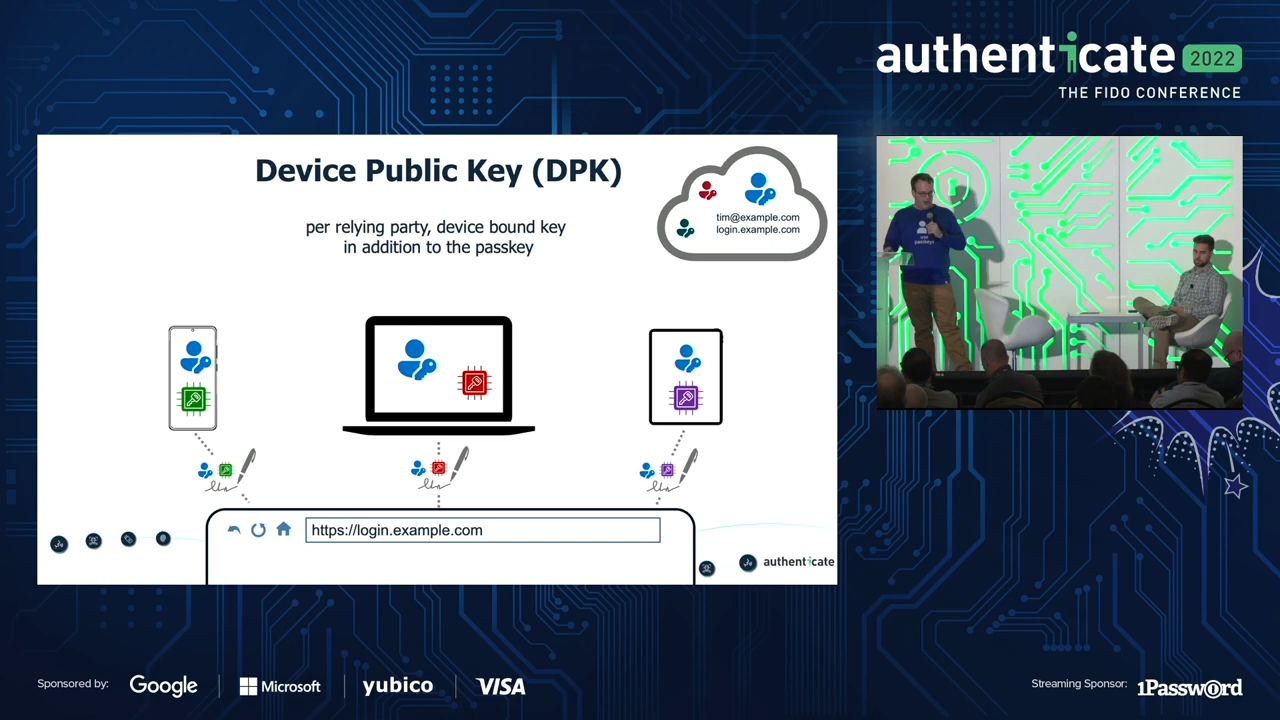 authenticate 2022
THE FIDO CONFERENCE
Device Public Key (DPK)
per relying party, device bound key
in addition to the passkey
tim@example.com
login.example.com
https://login.example.com
authenticate
passkeys
Sponsored by:
Google
Microsoft
yubico
VISA
Streaming Sponsor:
1Password